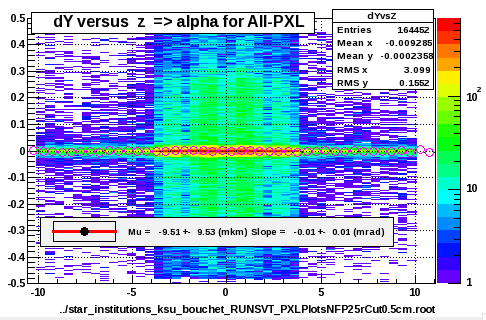 dY versus z => alpha for All-PXL
dYvsZ
Entries 164452
Mean x -0.009285
Mean y -0.0002358
RMS x 3.099
RMS y 0.1552
0.5
0.4
0.3
0.2
0.1
0
-0.1
-0.2
-0.3
-0.4
-0.5
10²
10
1
Mu = -9.51 +- 9.53 (mkm) Slope = -0.01 +- 0.01 (mrad)
-10 -5 0 5 10
../star_institutions_ksu_bouchet_RUNSVT_PXLPlotsNFP25rCut0.5cm.root